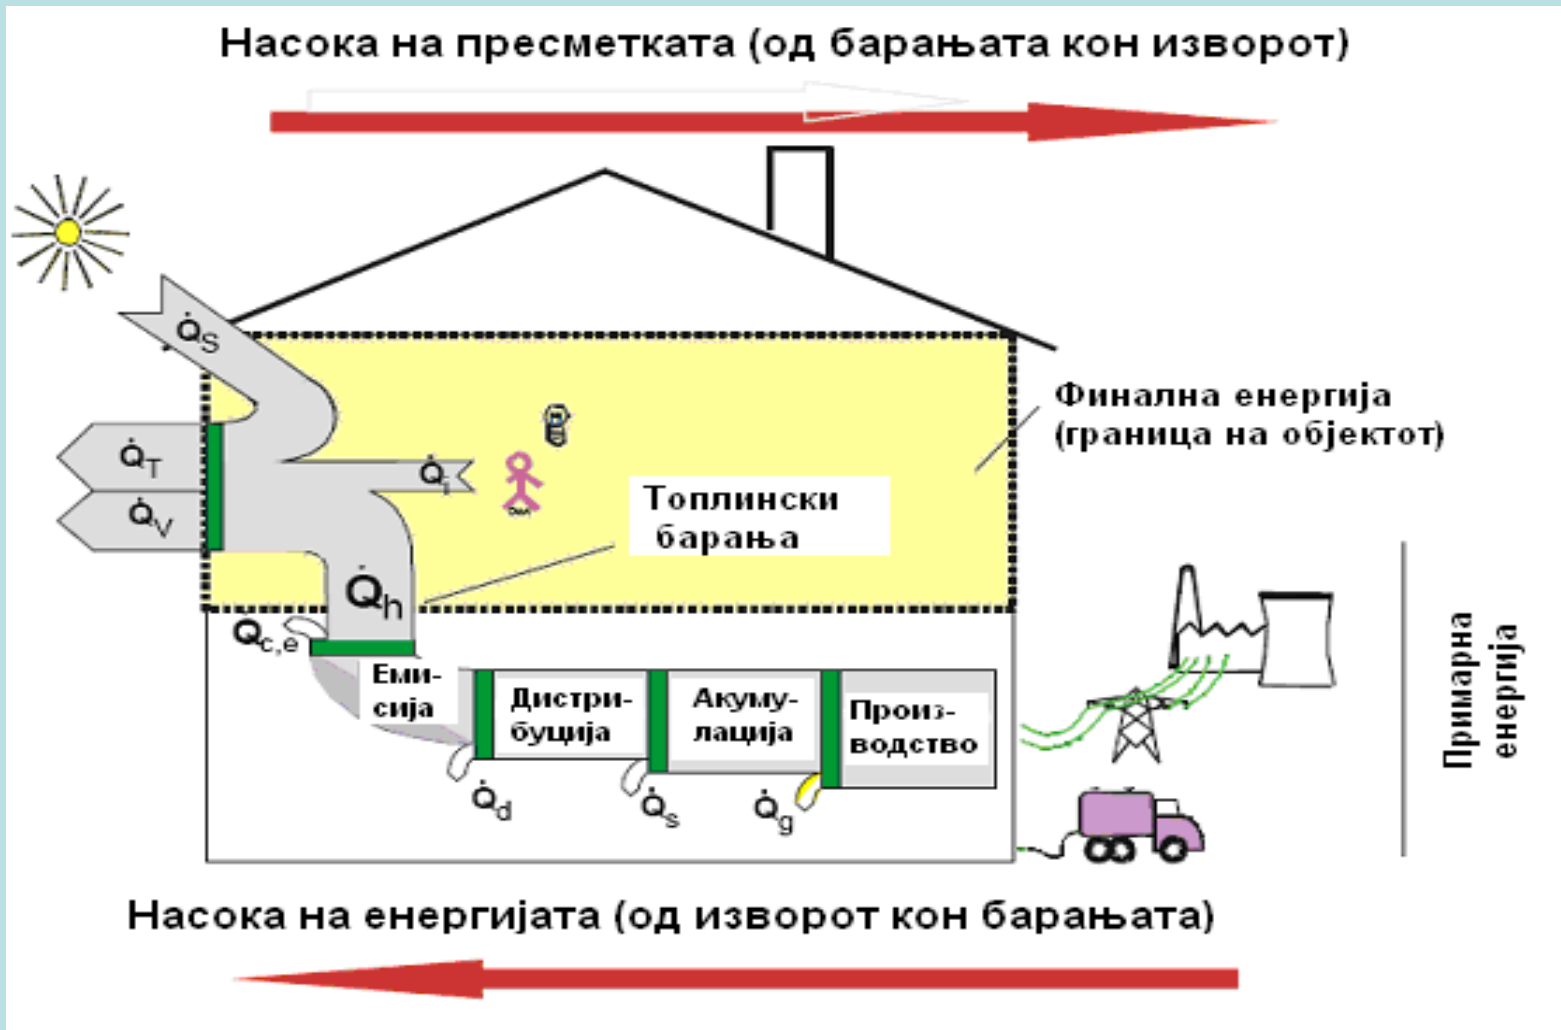 Насока на пресметката (од барањата кон изворот)
Q̇S
Финална енергија
(граница на објектот)
Q̇T
Q̇i
Q̇V
Топлински
барања
Q̇h
Q̇c,e
Еми-
сија
Дистри-
буција
Акуму-
лација
Произ-
водство
Q̇d
Q̇s
Q̇g
Примарна
енергија
Насока на енергијата (од изворот кон барањата)